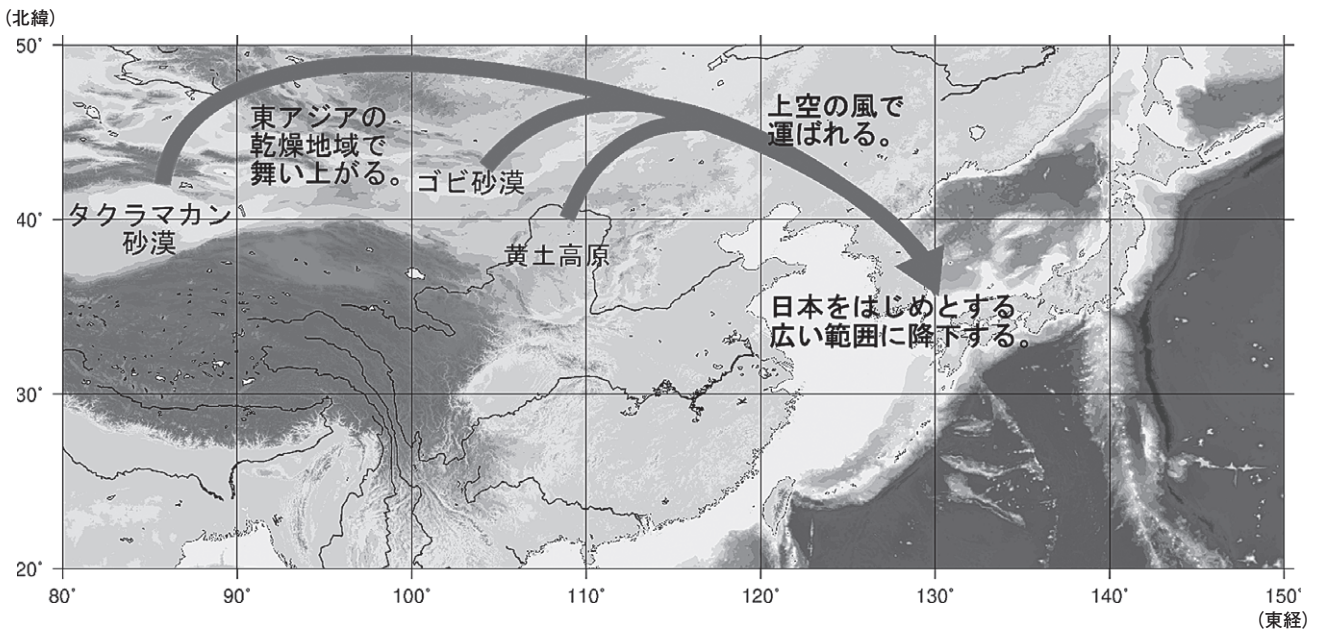 (北緯)
50°
東アジアの
乾燥地域で
舞い上がる。
上空の風で
運ばれる。
ゴビ砂漠
40°
タクラマカン
砂漠
黄土高原
日本をはじめとする
広い範囲に降下する。
30°
20°
80°
90°
100°
110°
120°
130°
140°
150°
(東経)